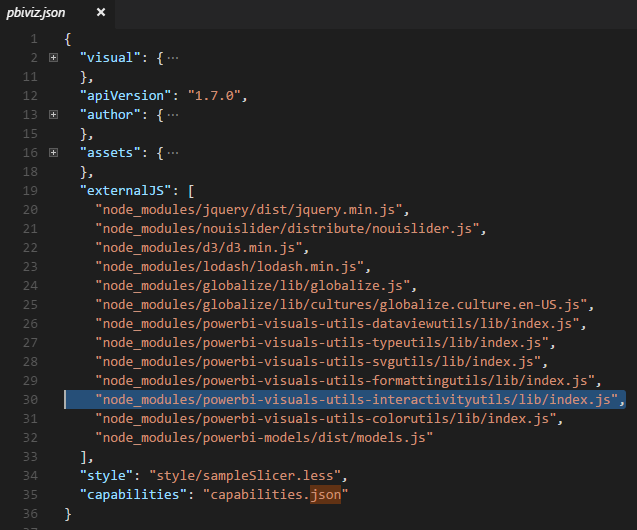 pbiviz.json ×
1 {
2 "visual": { ...
11 },
12 "apiVersion": "1.7.0",
13 "author": { ...
15 },
16 "assets": { ...
18 },
19 "externalJS": [
20 "node_modules/jquery/dist/jquery.min.js",
21 "node_modules/nouislider/distribute/nouislider.js",
22 "node_modules/d3/d3.min.js",
23 "node_modules/lodash/lodash.min.js",
24 "node_modules/globalize/lib/globalize.js",
25 "node_modules/globalize/lib/cultures/globalize.culture.en-US.js",
26 "node_modules/powerbi-visuals-utils-dataviewutils/lib/index.js",
27 "node_modules/powerbi-visuals-utils-typeutils/lib/index.js",
28 "node_modules/powerbi-visuals-utils-svgutils/lib/index.js",
29 "node_modules/powerbi-visuals-utils-formattingutils/lib/index.js",
30 "node_modules/powerbi-visuals-utils-interactivityutils/lib/index.js",
31 "node_modules/powerbi-visuals-utils-colorutils/lib/index.js",
32 "node_modules/powerbi-models/dist/models.js"
33 ],
34 "style": "style/sampleSlicer.less",
35 "capabilities": "capabilities.json"
36 }
37